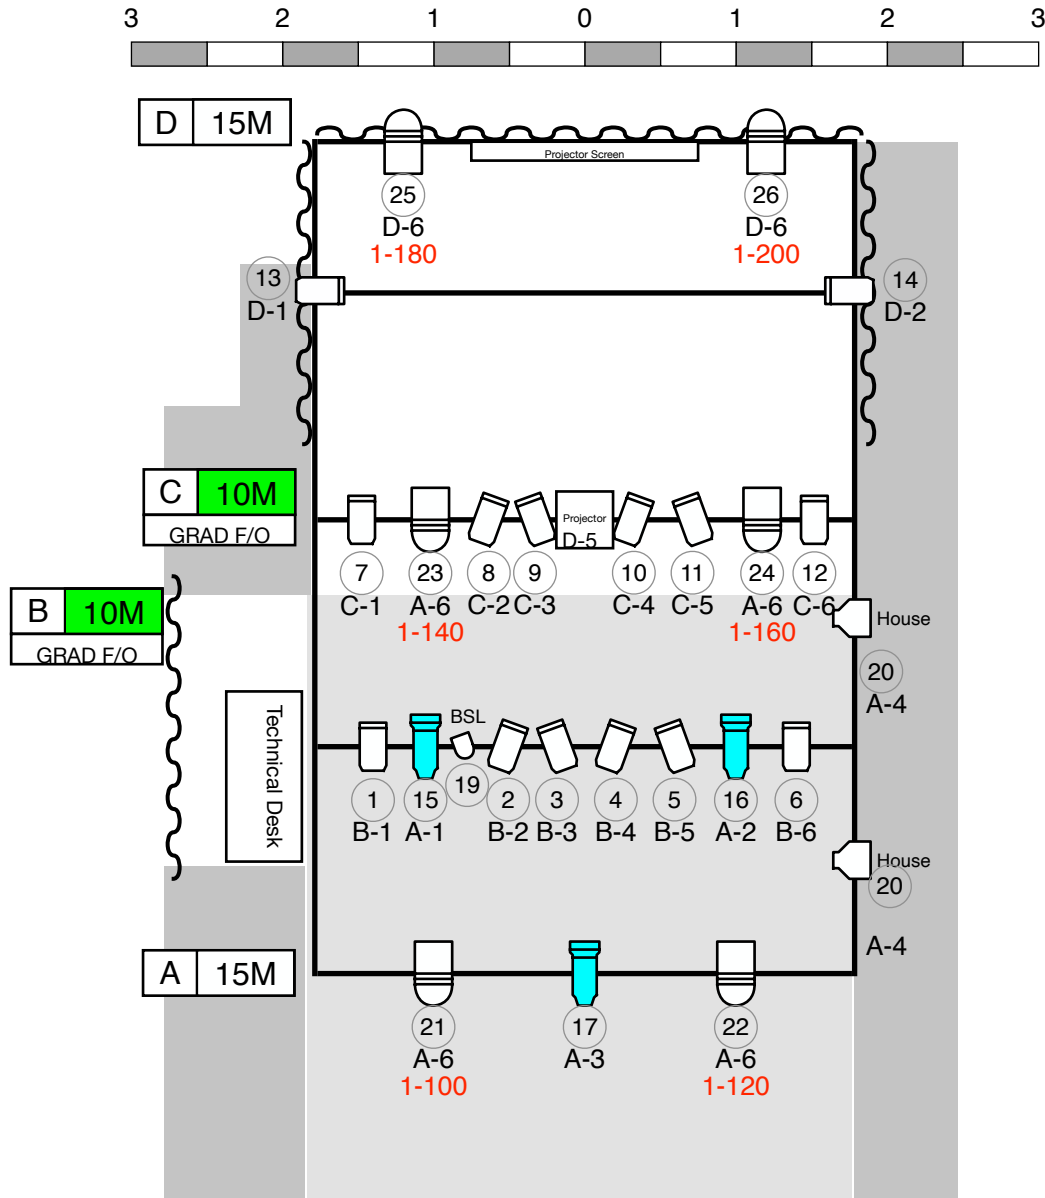 3 2 1 0 1 2 3
D 15M
Projector Screen
25 26
D-6 D-6
1-180 1-200
13 14
D-1 D-2
C 10M
GRAD F/O
Projector
D-5
7 23 8 9 10 11 24 12
C-1 A-6 C-2 C-3 C-4 C-5 A-6 C-6
1-140 1-160
B 10M
GRAD F/O
House
20
A-4
Technical Desk
BSL
19
1 15 2 3 4 5 16 6
B-1 A-1 B-2 B-3 B-4 B-5 A-2 B-6
House
20
A-4
A 15M
21 17 22
A-6 A-3 A-6
1-100 1-120